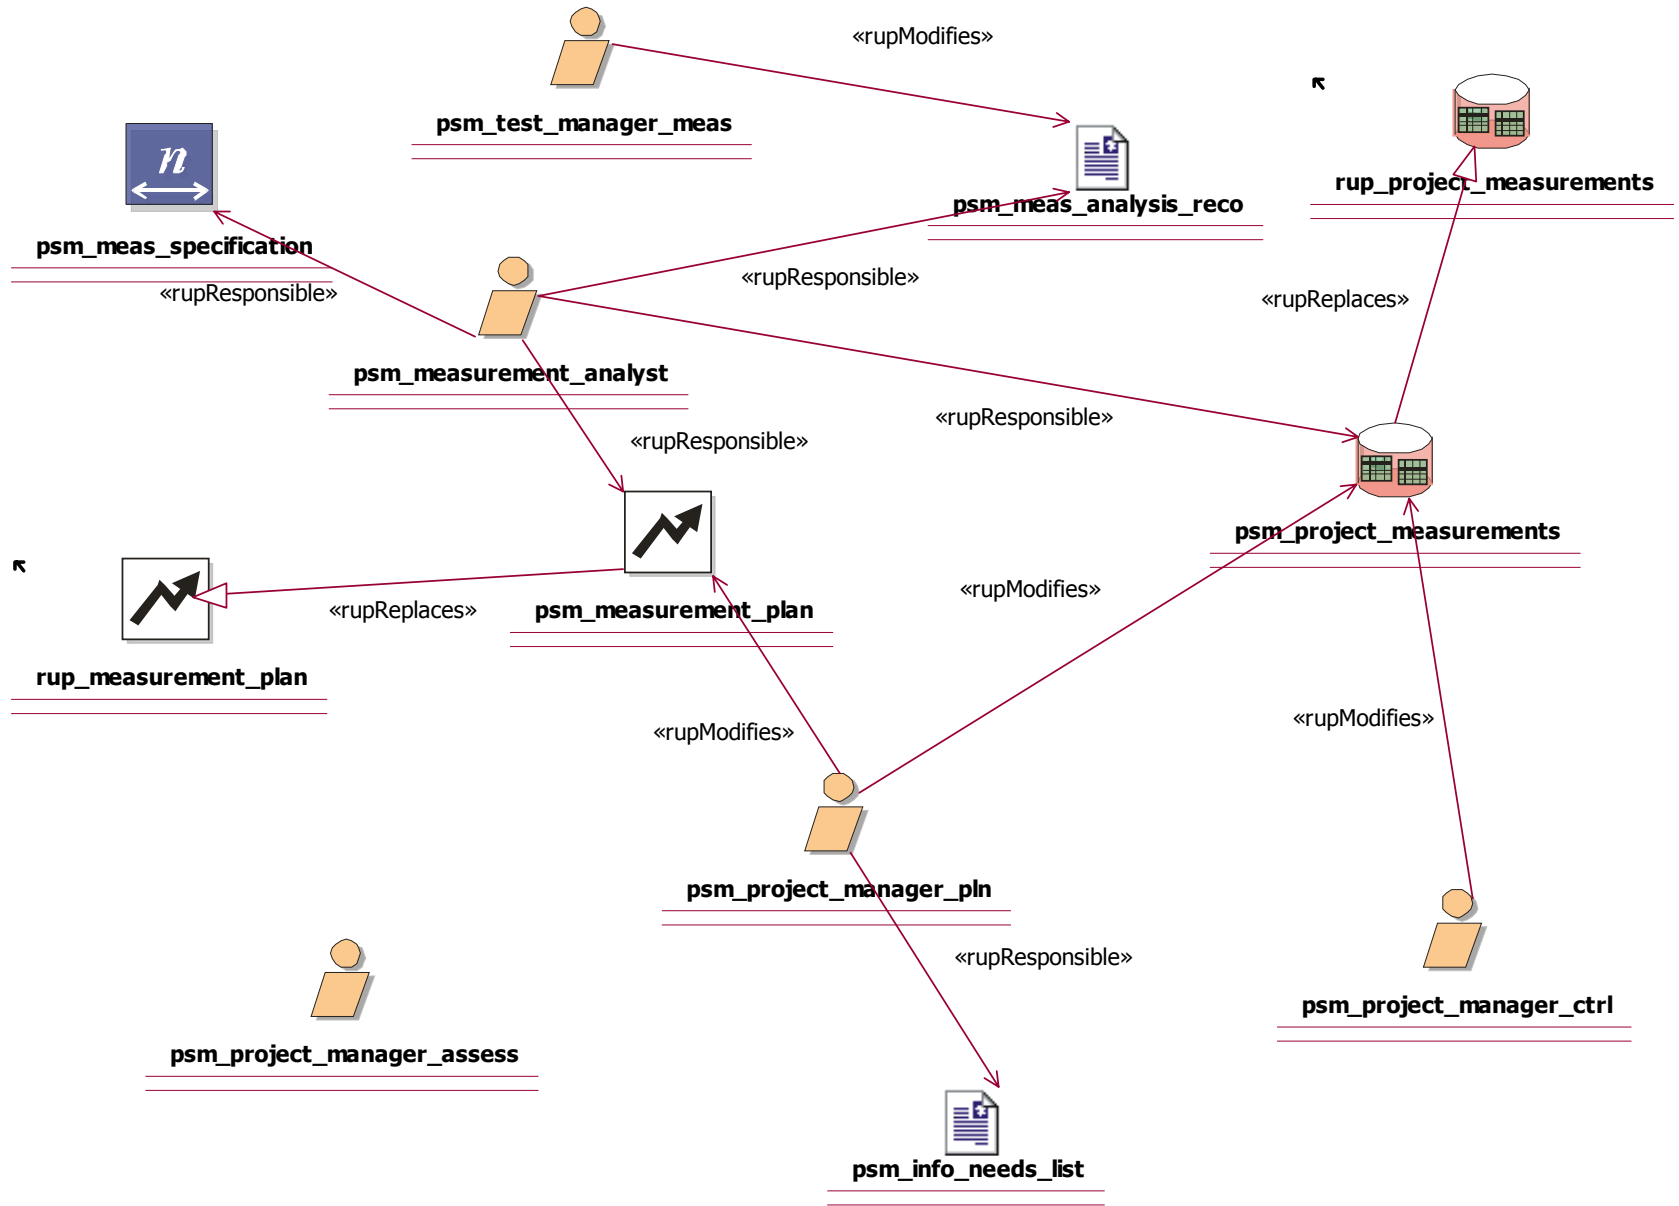 «rupModifies»
psm_test_manager_meas
n
rup_project_measurements
psm_meas_analysis_reco
psm_meas_specification
«rupResponsible»
«rupResponsible»
«rupReplaces»
psm_measurement_analyst
«rupResponsible»
«rupResponsible»
psm_project_measurements
«rupModifies»
«rupReplaces»
psm_measurement_plan
rup_measurement_plan
«rupModifies»
«rupModifies»
psm_project_manager_pln
«rupResponsible»
psm_project_manager_ctrl
psm_project_manager_assess
psm_info_needs_list